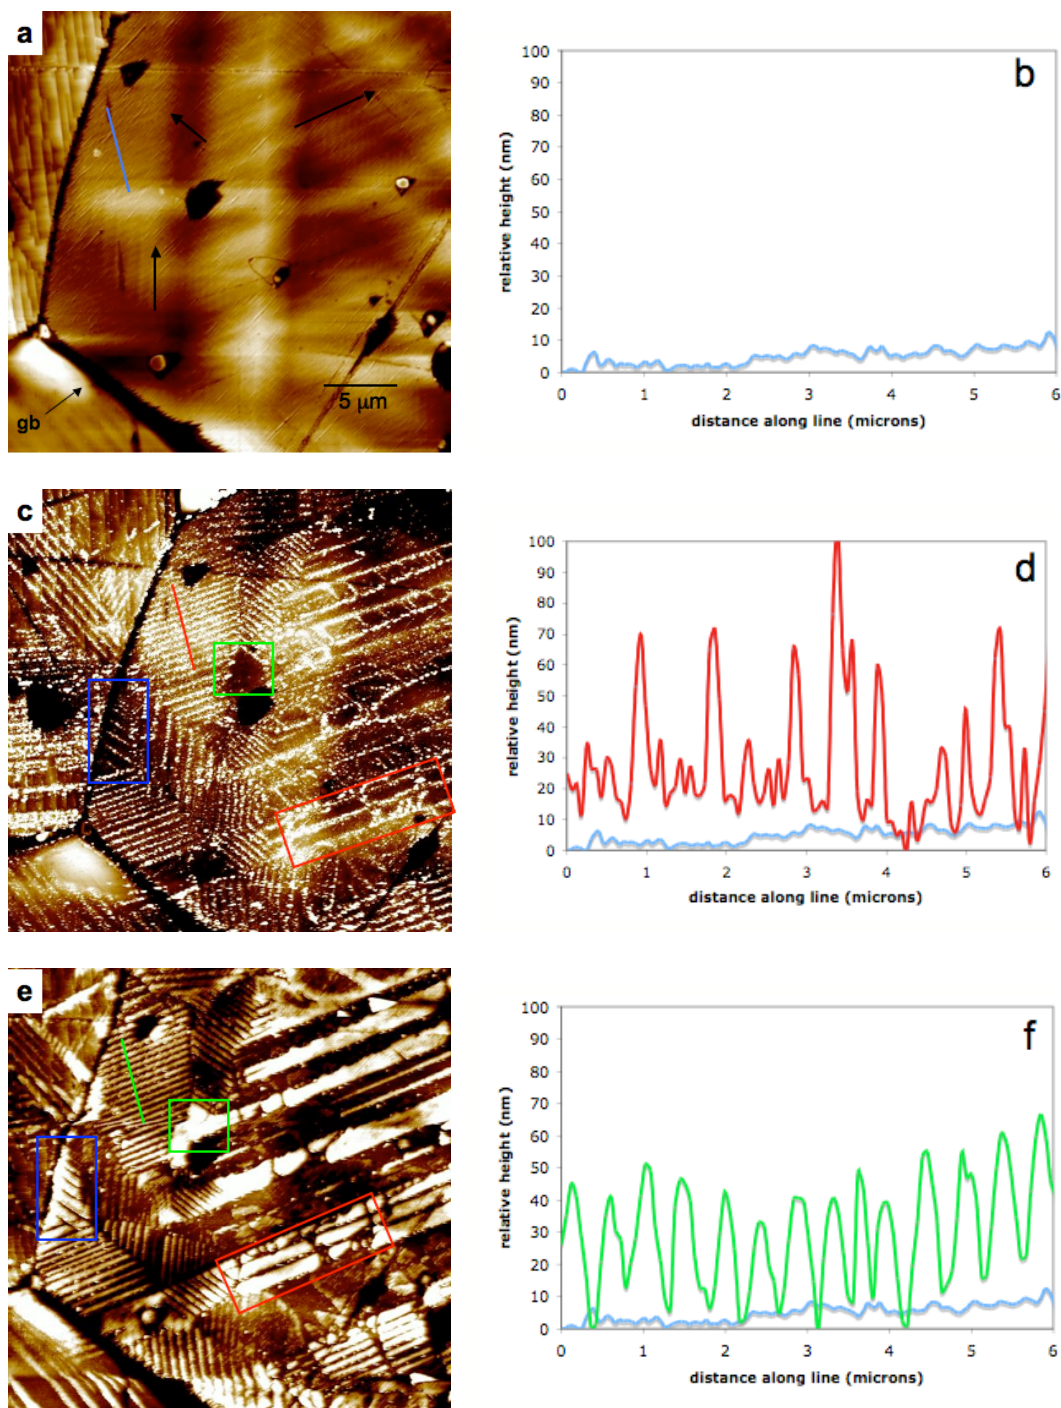 a
gb
5 μm
b
relative height (nm)
100
90
80
70
60
50
40
30
20
10
0
0 1 2 3 4 5 6
distance along line (microns)
c
d
relative height (nm)
100
90
80
70
60
50
40
30
20
10
0
0 1 2 3 4 5 6
distance along line (microns)
e
f
relative height (nm)
100
90
80
70
60
50
40
30
20
10
0
0 1 2 3 4 5 6
distance along line (microns)